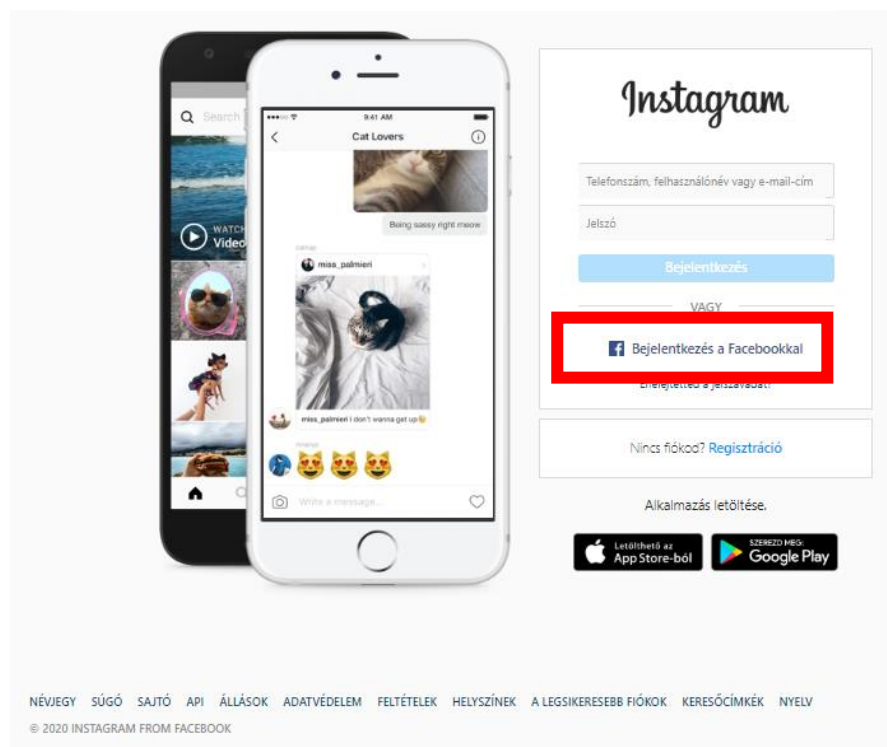 Search
WATCH
Video
9:41 AM
Cat Lovers
Being sassy right meow
miss_palmieri
miss_palmieri I don't wanna get up
Write a message...
Instagram
Telefonszám, felhasználónév vagy e-mail-cím
Jelszó
Bejelentkezés
VAGY
Bejelentkezés a Facebookkal
Elfelejtetted a jelszavadat?
Nincs fiókod? Regisztráció
Alkalmazás letöltése.
Letölthető az
App Store-ból
SZEREZD MEG:
Google Play
NÉVJEGY SÚGÓ SAJTÓ API ÁLLÁSOK ADATVÉDELEM FELTÉTELEK HELYSZÍNEK A LEGSIKERESEBB FIÓKOK KERESŐCÍMKÉK NYELV
© 2020 INSTAGRAM FROM FACEBOOK